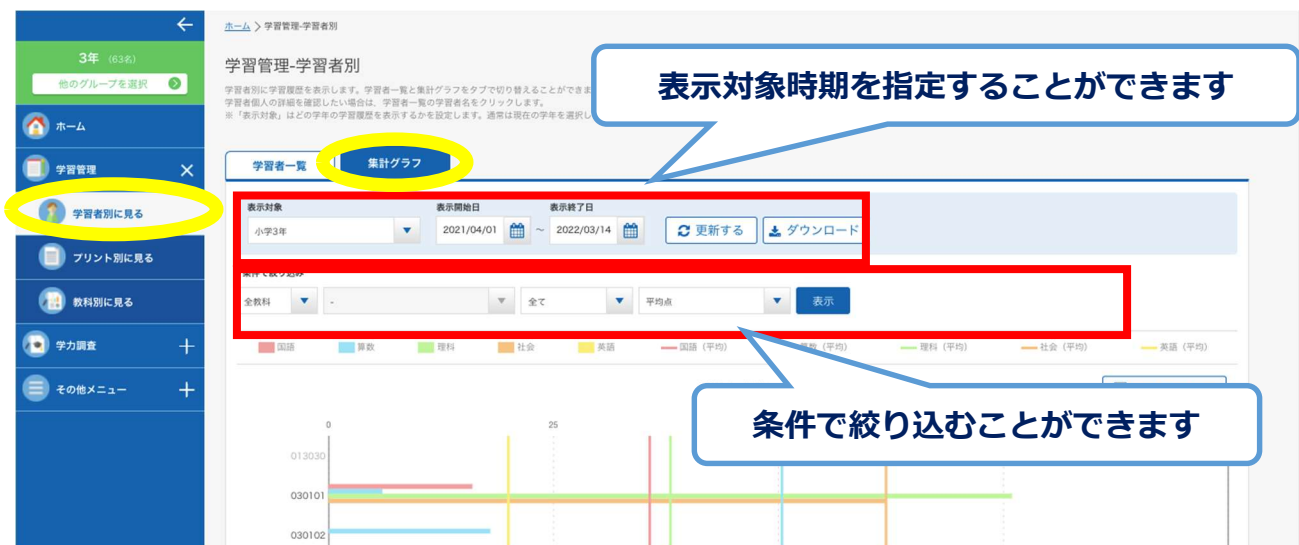 ホーム 〉 学習管理-学習者別
3年 (63名)
他のグループを選択
ホーム
学習管理
学習者別に見る
プリント別に見る
教科別に見る
学力調査
その他メニュー
学習管理-学習者別
学習者別に学習履歴を表示します。学習者一覧と集計グラフをタブで切り替えることができま
学習者個人の詳細を確認したい場合は、学習者一覧の学習者名をクリックします。
※「表示対象」はどの学年の学習履歴を表示するかを設定します。通常は現在の学年を選択し
表示対象時期を指定することができます
学習者一覧 集計グラフ
表示対象 表示開始日 表示終了日
小学3年 2021/04/01 ~ 2022/03/14 更新する ダウンロード
条件で絞り込み
全教科 - 全て 平均点 表示
国語 算数 理科 社会 英語 国語 (平均) 算数 (平均) 理科 (平均) 社会 (平均) 英語 (平均)
条件で絞り込むことができます
0 25
013030
030101
030102